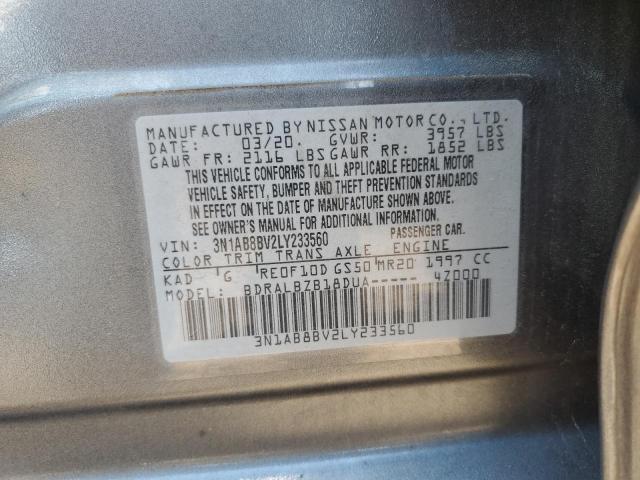 MANUFACTURED BY NISSAN MOTOR CO., LTD.
DATE: 03/20. GVWR: 3957 LBS
GAWR FR: 2116 LBS GAWR RR: 1852 LBS
THIS VEHICLE CONFORMS TO ALL APPLICABLE FEDERAL MOTOR
VEHICLE SAFETY, BUMPER AND THEFT PREVENTION STANDARDS
IN EFFECT ON THE DATE OF MANUFACTURE SHOWN ABOVE.
SEE OWNER'S MANUAL FOR ADDITIONAL INFORMATION.
VIN: 3N1AB8BV2LY233560 PASSENGER CAR.
COLOR TRIM TRANS AXLE ENGINE
KAD G RE0F10D GS50 MR20 1997 CC
MODEL: BDRALBZB18DUA----- 4Z000
3N1AB8BV2LY233560